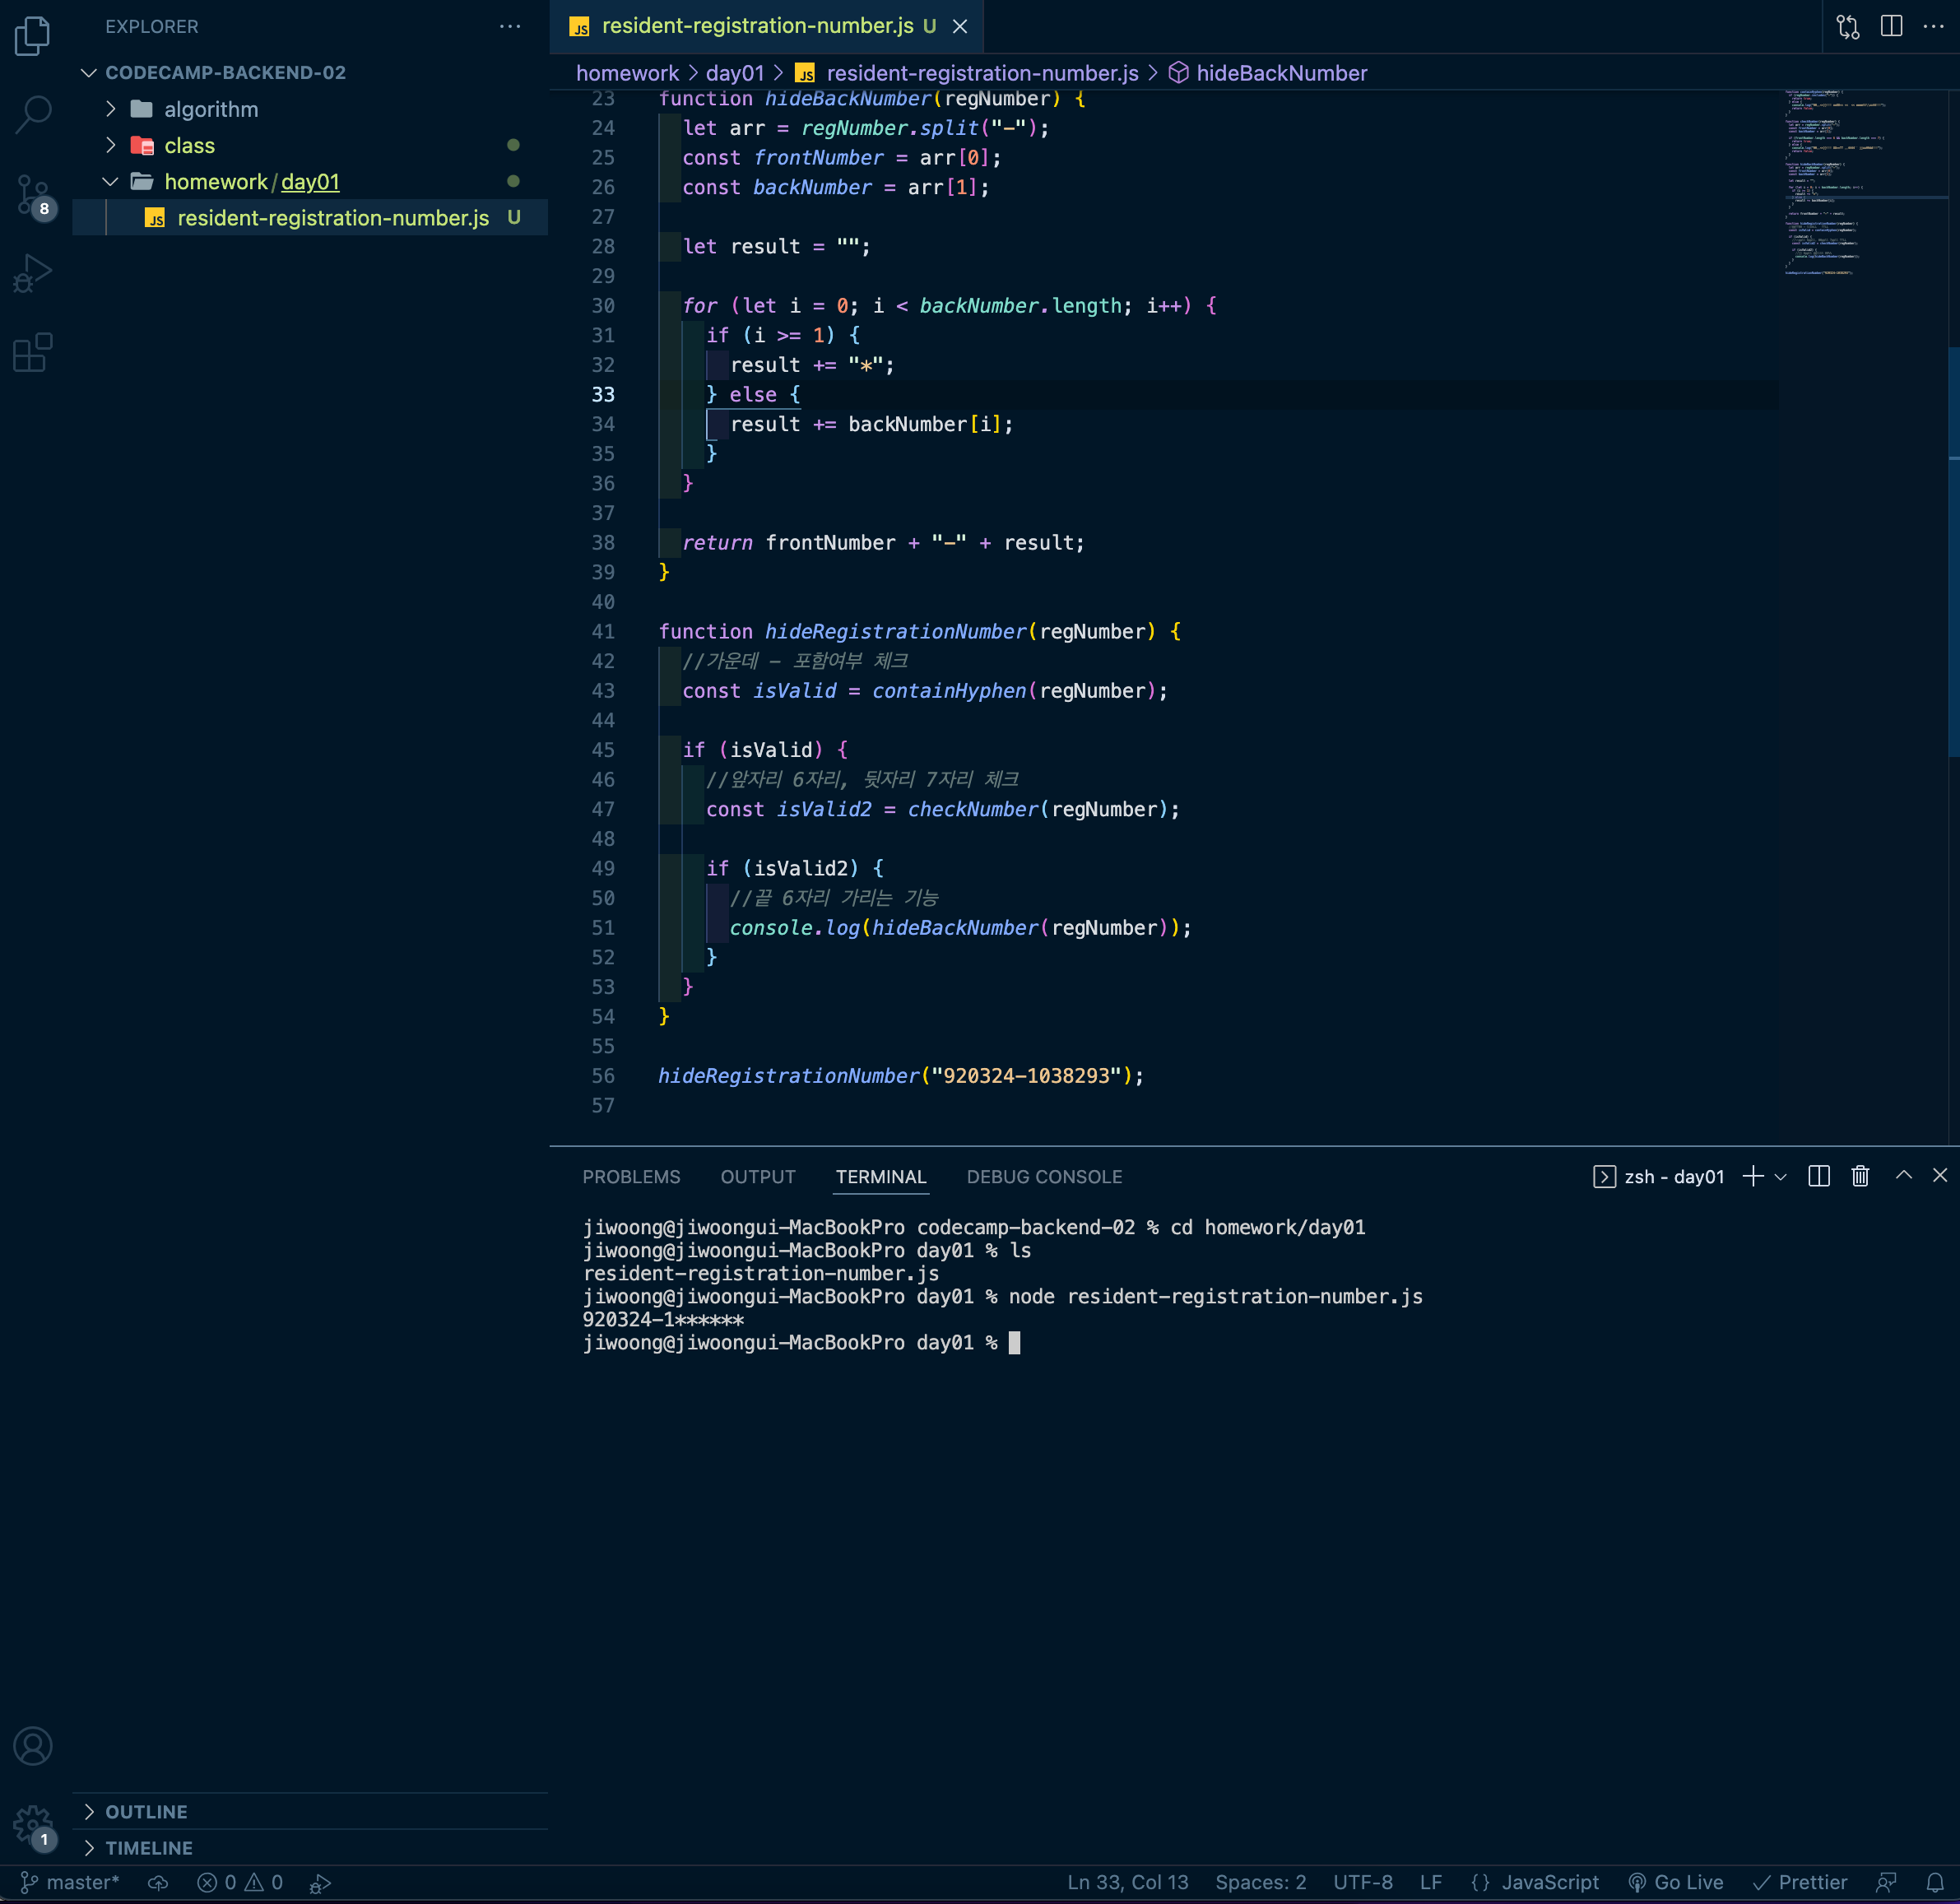 EXPLORER
CODECAMP-BACKEND-02
algorithm
class
homework/day01
resident-registration-number.js U
8
resident-registration-number.js U
homework > day01 > resident-registration-number.js > hideBackNumber
23 function hideBackNumber(regNumber) {
24 let arr = regNumber.split("-");
25 const frontNumber = arr[0];
26 const backNumber = arr[1];
27
28 let result = "";
29
30 for (let i = 0; i < backNumber.length; i++) {
31 if (i >= 1) {
32 result += "*";
33 } else {
34 result += backNumber[i];
35 }
36 }
37
38 return frontNumber + "-" + result;
39 }
40
41 function hideRegistrationNumber(regNumber) {
42 //가운데 - 포함여부 체크
43 const isValid = containHyphen(regNumber);
44
45 if (isValid) {
46 //앞자리 6자리, 뒷자리 7자리 체크
47 const isValid2 = checkNumber(regNumber);
48
49 if (isValid2) {
50 //끝 6자리 가리는 기능
51 console.log(hideBackNumber(regNumber));
52 }
53 }
54 }
55
56 hideRegistrationNumber("920324-1038293");
57
PROBLEMS OUTPUT TERMINAL DEBUG CONSOLE
zsh - day01
jiwoong@jiwoongui-MacBookPro codecamp-backend-02 % cd homework/day01
jiwoong@jiwoongui-MacBookPro day01 % ls
resident-registration-number.js
jiwoong@jiwoongui-MacBookPro day01 % node resident-registration-number.js
920324-1******
jiwoong@jiwoongui-MacBookPro day01 %
OUTLINE
TIMELINE
1
master* 0 0
Ln 33, Col 13 Spaces: 2 UTF-8 LF {} JavaScript Go Live Prettier